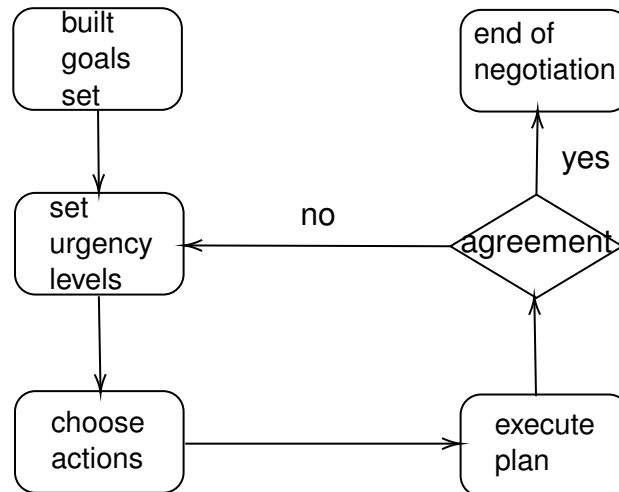 built
goals
set
end of
negotiation
yes
set
urgency
levels
no
agreement
choose
actions
execute
plan